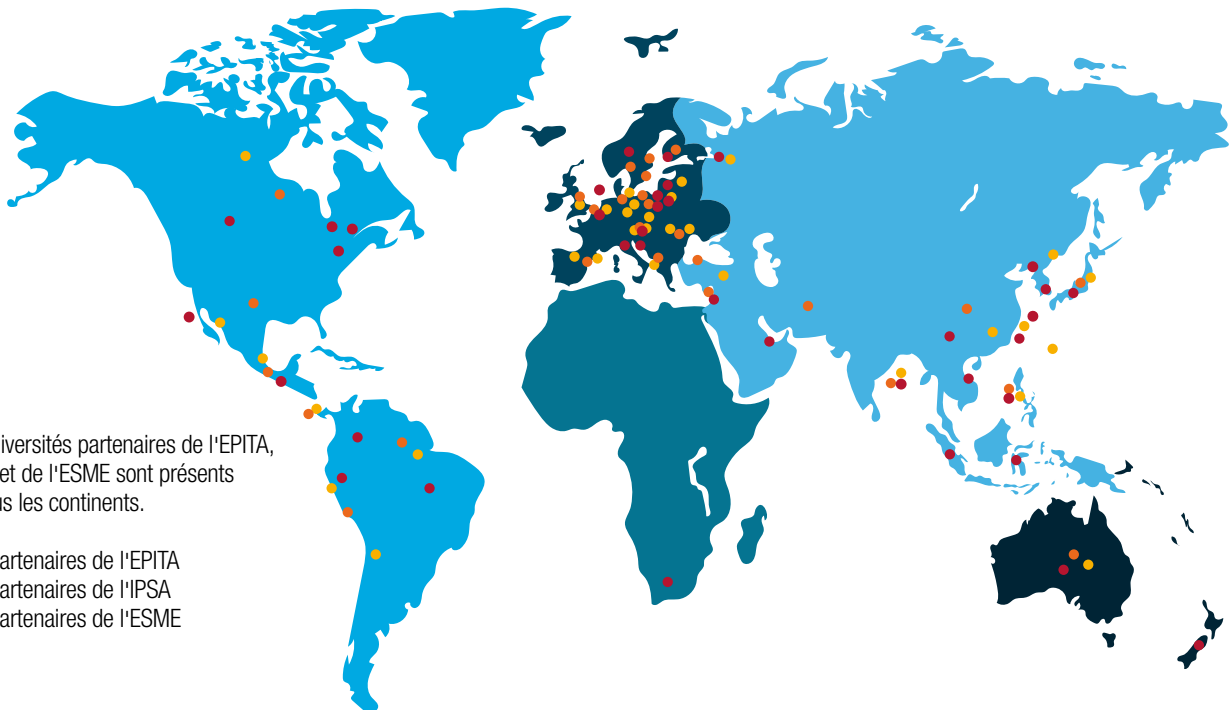 iversités partenaires de l'EPITA,
et de l'ESME sont présents
us les continents.
artenaires de l'EPITA
artenaires de l'IPSA
artenaires de l'ESME